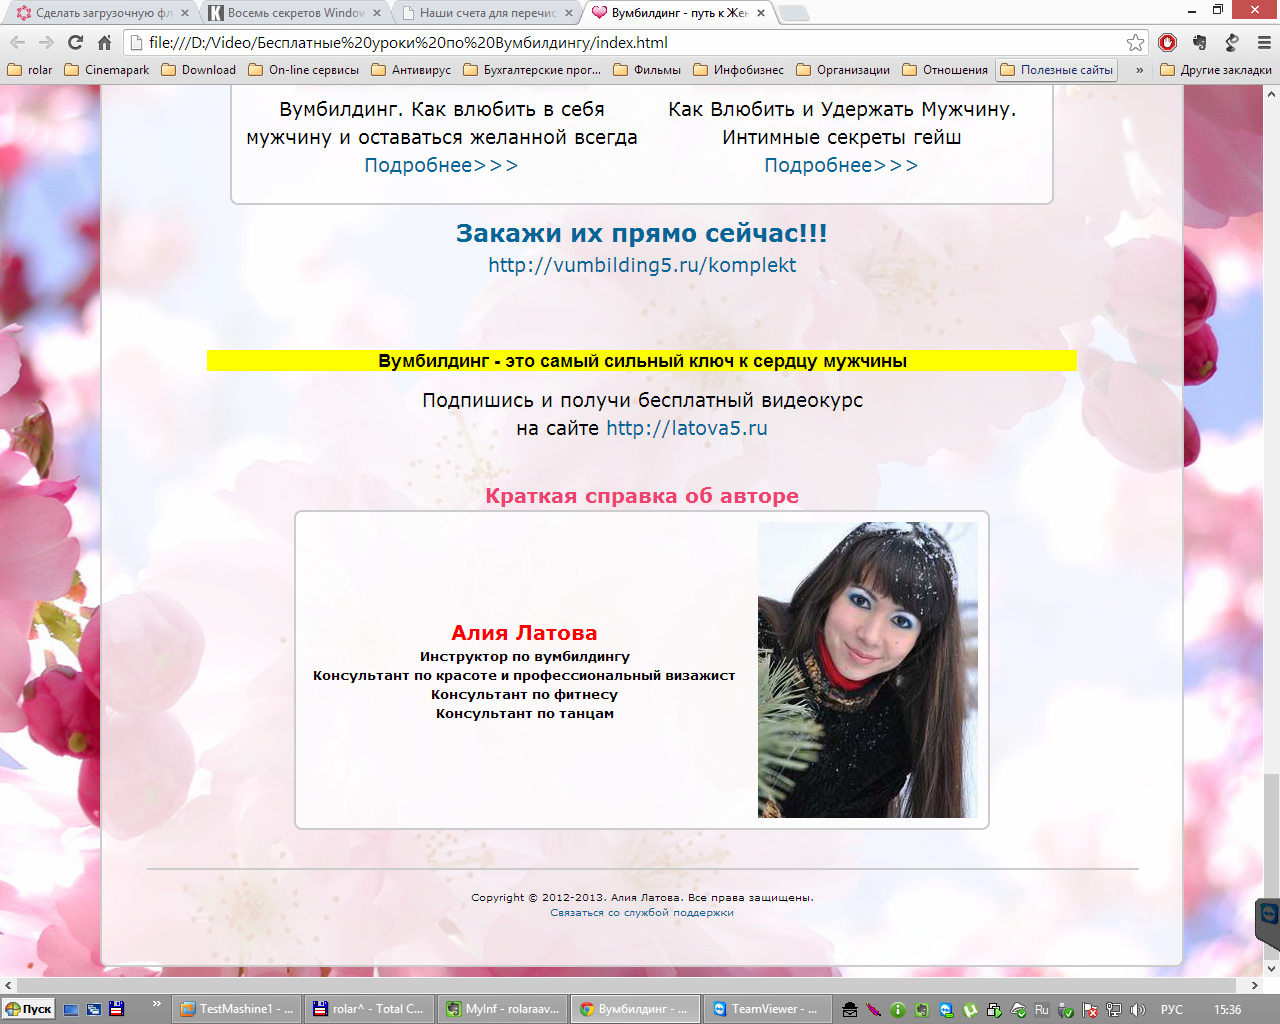 Сделать загрузочную фл
Восемь секретов Window
Наши счета для перечис
Вумбилдинг - путь к Жен
file:///D:/Video/Бесплатные%20уроки%20по%20Вумбилдингу/index.html
rolar
Cinemapark
Download
On-line сервисы
Антивирус
Бухгалтерские прог...
Фильмы
Инфобизнес
Организации
Отношения
Полезные сайты
»
Другие закладки
Вумбилдинг. Как влюбить в себя
мужчину и оставаться желанной всегда
Подробнее>>>
Как Влюбить и Удержать Мужчину.
Интимные секреты гейш
Подробнее>>>
Закажи их прямо сейчас!!!
http://vumbilding5.ru/komplekt
Вумбилдинг - это самый сильный ключ к сердцу мужчины
Подпишись и получи бесплатный видеокурс
на сайте http://latova5.ru
Краткая справка об авторе
Алия Латова
Инструктор по вумбилдингу
Консультант по красоте и профессиональный визажист
Консультант по фитнесу
Консультант по танцам
Copyright © 2012-2013. Алия Латова. Все права защищены.
Связаться со службой поддержки
Пуск
»
TestMashine1 - ...
rolar^ - Total C...
MyInf - rolaraav...
Вумбилдинг - ...
TeamViewer - ...
Ru
РУС
15:36